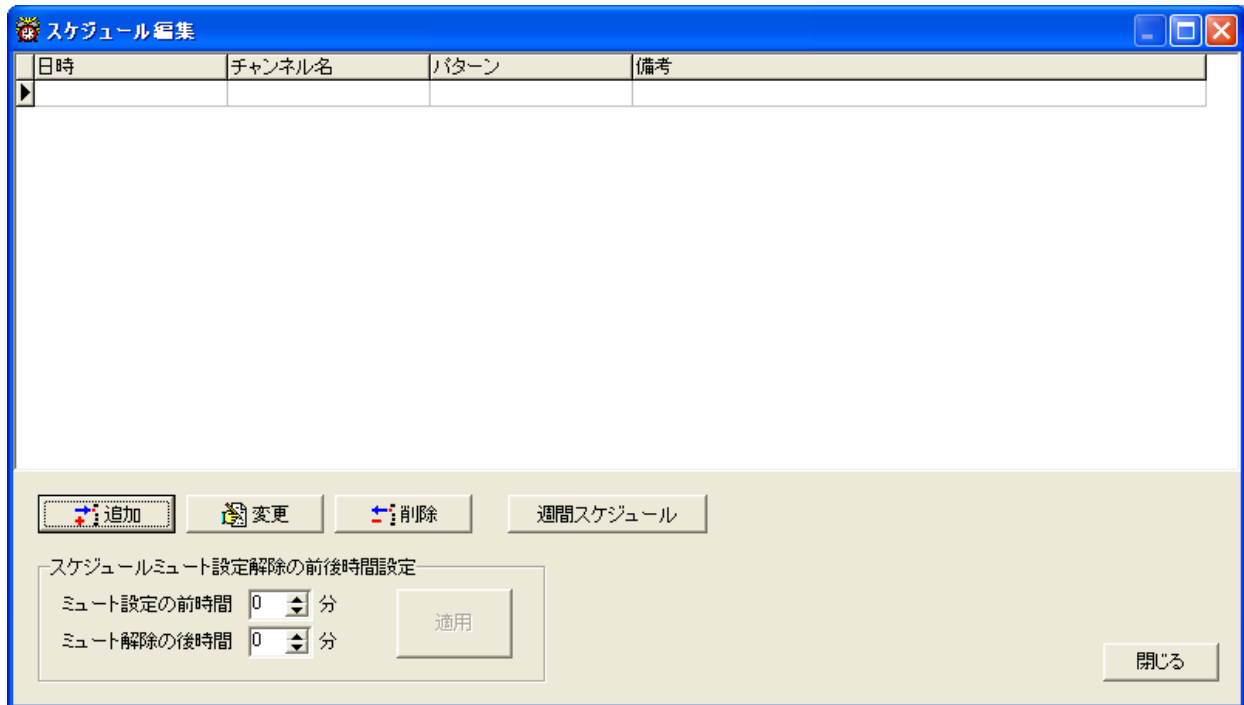 スケジュール編集
日時 チャンネル名 パターン 備考
追加 変更 削除 週間スケジュール
スケジュールミュート設定解除の前後時間設定
ミュート設定の前時間 0 分
適用
ミュート解除の後時間 0 分
閉じる